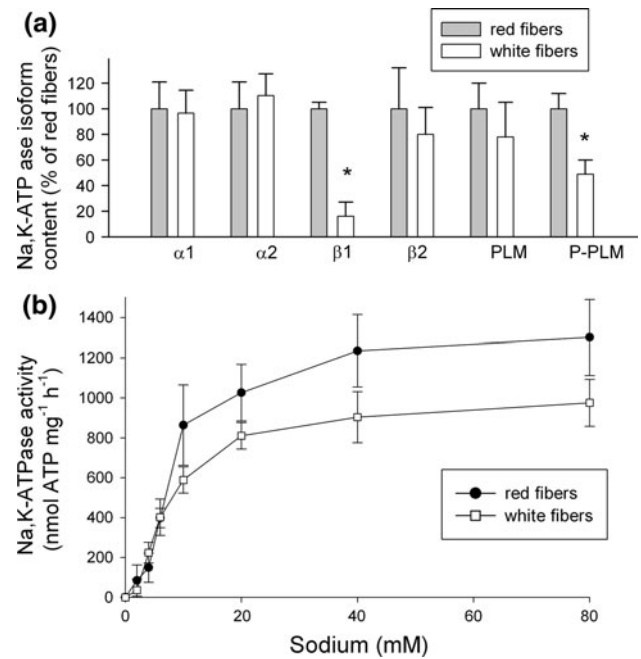 (a)
red fibers
white fibers
Na,K-ATP ase isoform
content (% of red fibers)
120
100
80
60
40
20
0
*
*
α1 α2 β1 β2 PLM P-PLM
(b)
Na,K-ATPase activity
(nmol ATP mg⁻¹ h⁻¹)
1400
1200
1000
800
600
400
200
0
red fibers
white fibers
0 20 40 60 80
Sodium (mM)